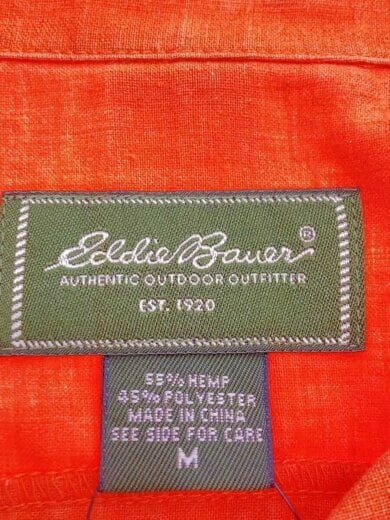 Eddie Bauer®
AUTHENTIC OUTDOOR OUTFITTER
EST. 1920
55% HEMP
45% POLYESTER
MADE IN CHINA
SEE SIDE FOR CARE
M